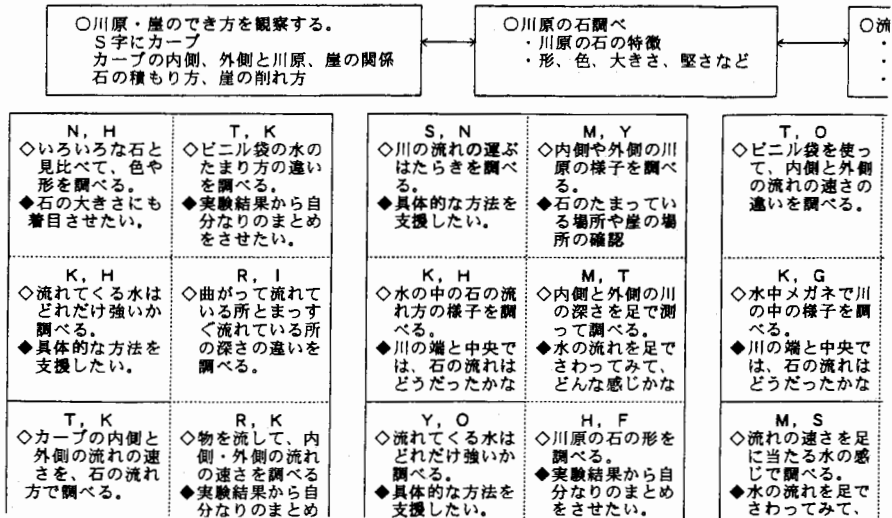 ○川原・崖のでき方を観察する。
S字にカーブ
カーブの内側、外側と川原、崖の関係
石の積もり方、崖の削れ方
○川原の石調べ
・川原の石の特徴
・形、色、大きさ、堅さなど
○流
・
・
・
N, H
◇いろいろな石と
見比べて、色や
形を調べる。
◆石の大きさにも
着目させたい。
T, K
◇ビニル袋の水の
たまり方の違い
を調べる。
◆実験結果から自
分なりのまとめ
をさせたい。
S, N
◇川の流れの運ぶ
はたらきを調べ
る。
◆具体的な方法を
支援したい。
M, Y
◇内側や外側の川
原の様子を調べ
る。
◆石のたまってい
る場所や崖の場
所の確認
T, O
◇ビニル袋を使っ
て、内側と外側
の流れの速さの
違いを調べる。
K, H
◇流れてくる水は
どれだけ強いか
調べる。
◆具体的な方法を
支援したい。
R, I
◇曲がって流れて
いる所とまっす
ぐ流れている所
の深さの違いを
調べる。
K, H
◇水の中の石の流
れ方の様子を調
べる。
◆川の端と中央で
は、石の流れは
どうだったかな
M, T
◇内側と外側の川
の深さを足で測
って調べる。
◆水の流れを足で
さわってみて、
どんな感じかな
K, G
◇水中メガネで川
の中の様子を調
べる。
◆川の端と中央で
は、石の流れは
どうだったかな
T, K
◇カーブの内側と
外側の流れの速
さを、石の流れ
方で調べる。
R, K
◇物を流して、内
側・外側の流れ
の速さを調べる
◆実験結果から自
分なりのまとめ
Y, O
◇流れてくる水は
どれだけ強いか
調べる。
◆具体的な方法を
支援したい。
H, F
◇川原の石の形を
調べる。
◆実験結果から自
分なりのまとめ
をさせたい。
M, S
◇流れの速さを足
に当たる水の感
じで調べる。
◆水の流れを足で
さわってみて、